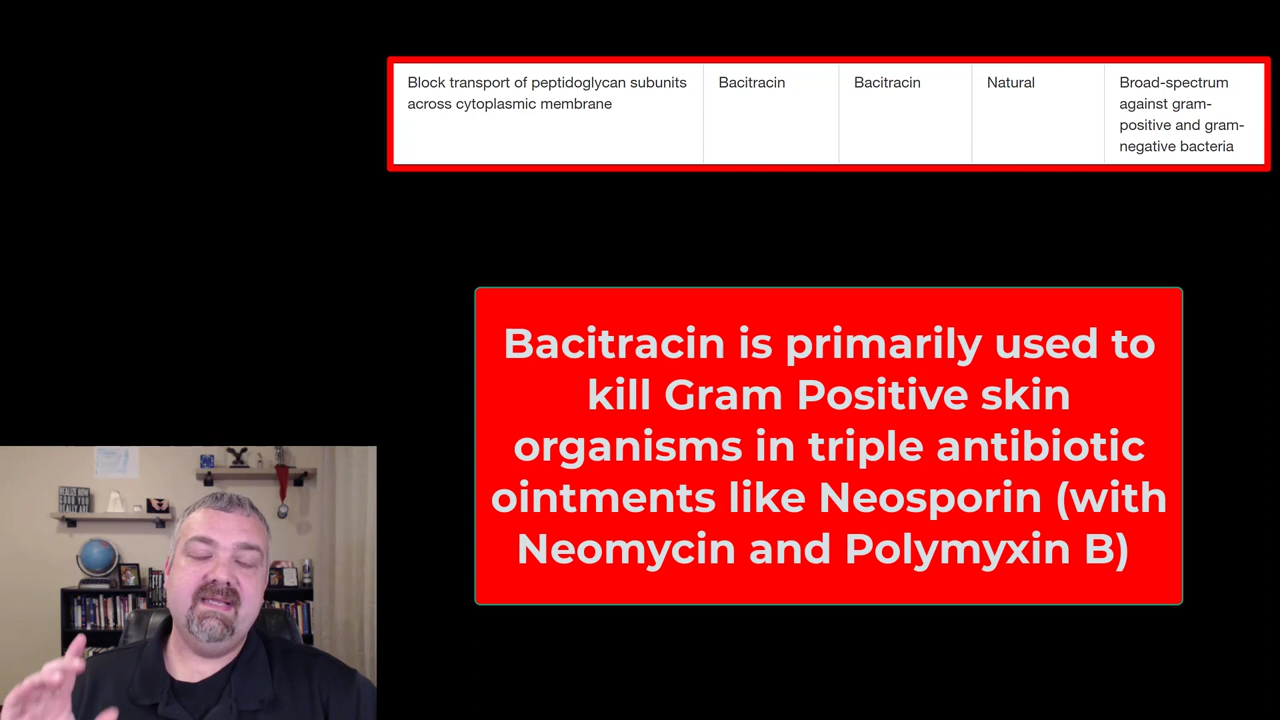 Block transport of peptidoglycan subunits
across cytoplasmic membrane
Bacitracin
Bacitracin
Natural
Broad-spectrum
against gram-
positive and gram-
negative bacteria
Bacitracin is primarily used to
kill Gram Positive skin
organisms in triple antibiotic
ointments like Neosporin (with
Neomycin and Polymyxin B)